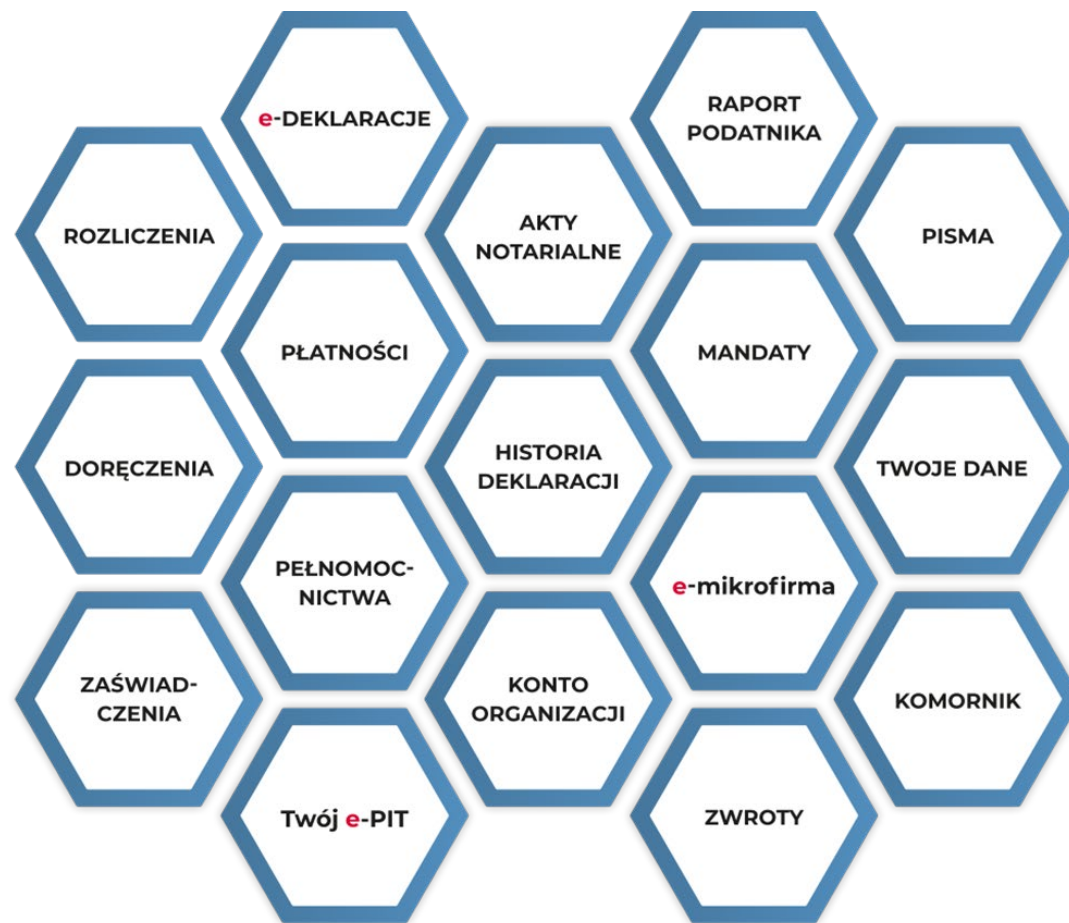 e-DEKLARACJE
RAPORT
PODATNIKA
ROZLICZENIA
AKTY
NOTARIALNE
PISMA
PŁATNOŚCI
MANDATY
DORĘCZENIA
HISTORIA
DEKLARACJI
TWOJE DANE
PEŁNOMOC-
NICTWA
e-mikrofirma
ZAŚWIAD-
CZENIA
KONTO
ORGANIZACJI
KOMORNIK
Twój e-PIT
ZWROTY